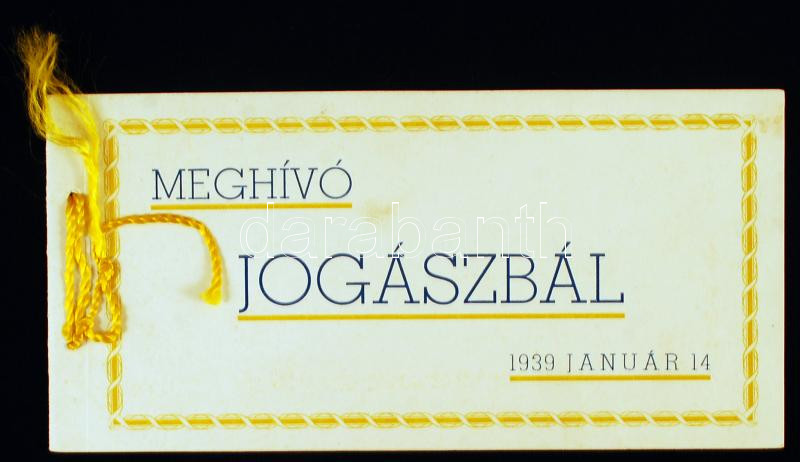 MEGHÍVÓ
darabanth
JOGÁSZBÁL
1939 JANUÁR 14